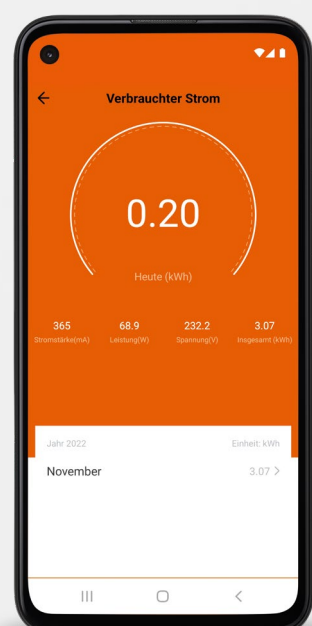 Verbrauchter Strom
0.20
Heute (kWh)
365 68.9 232.2 3.07
Stromstärke(mA) Leistung(W) Spannung(V) Insgesamt (kWh)
Jahr 2022 Einheit: kWh
November 3.07 >